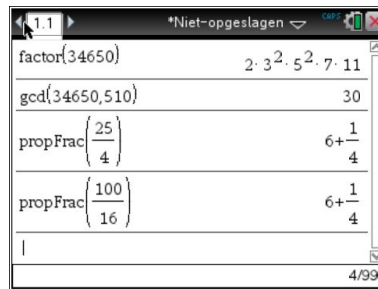 1.1 *Niet-opgeslagen CAPS
factor(34650) 2·3²·5²·7·11
gcd(34650,510) 30
propFrac(25/4) 6+1/4
propFrac(100/16) 6+1/4
4/99